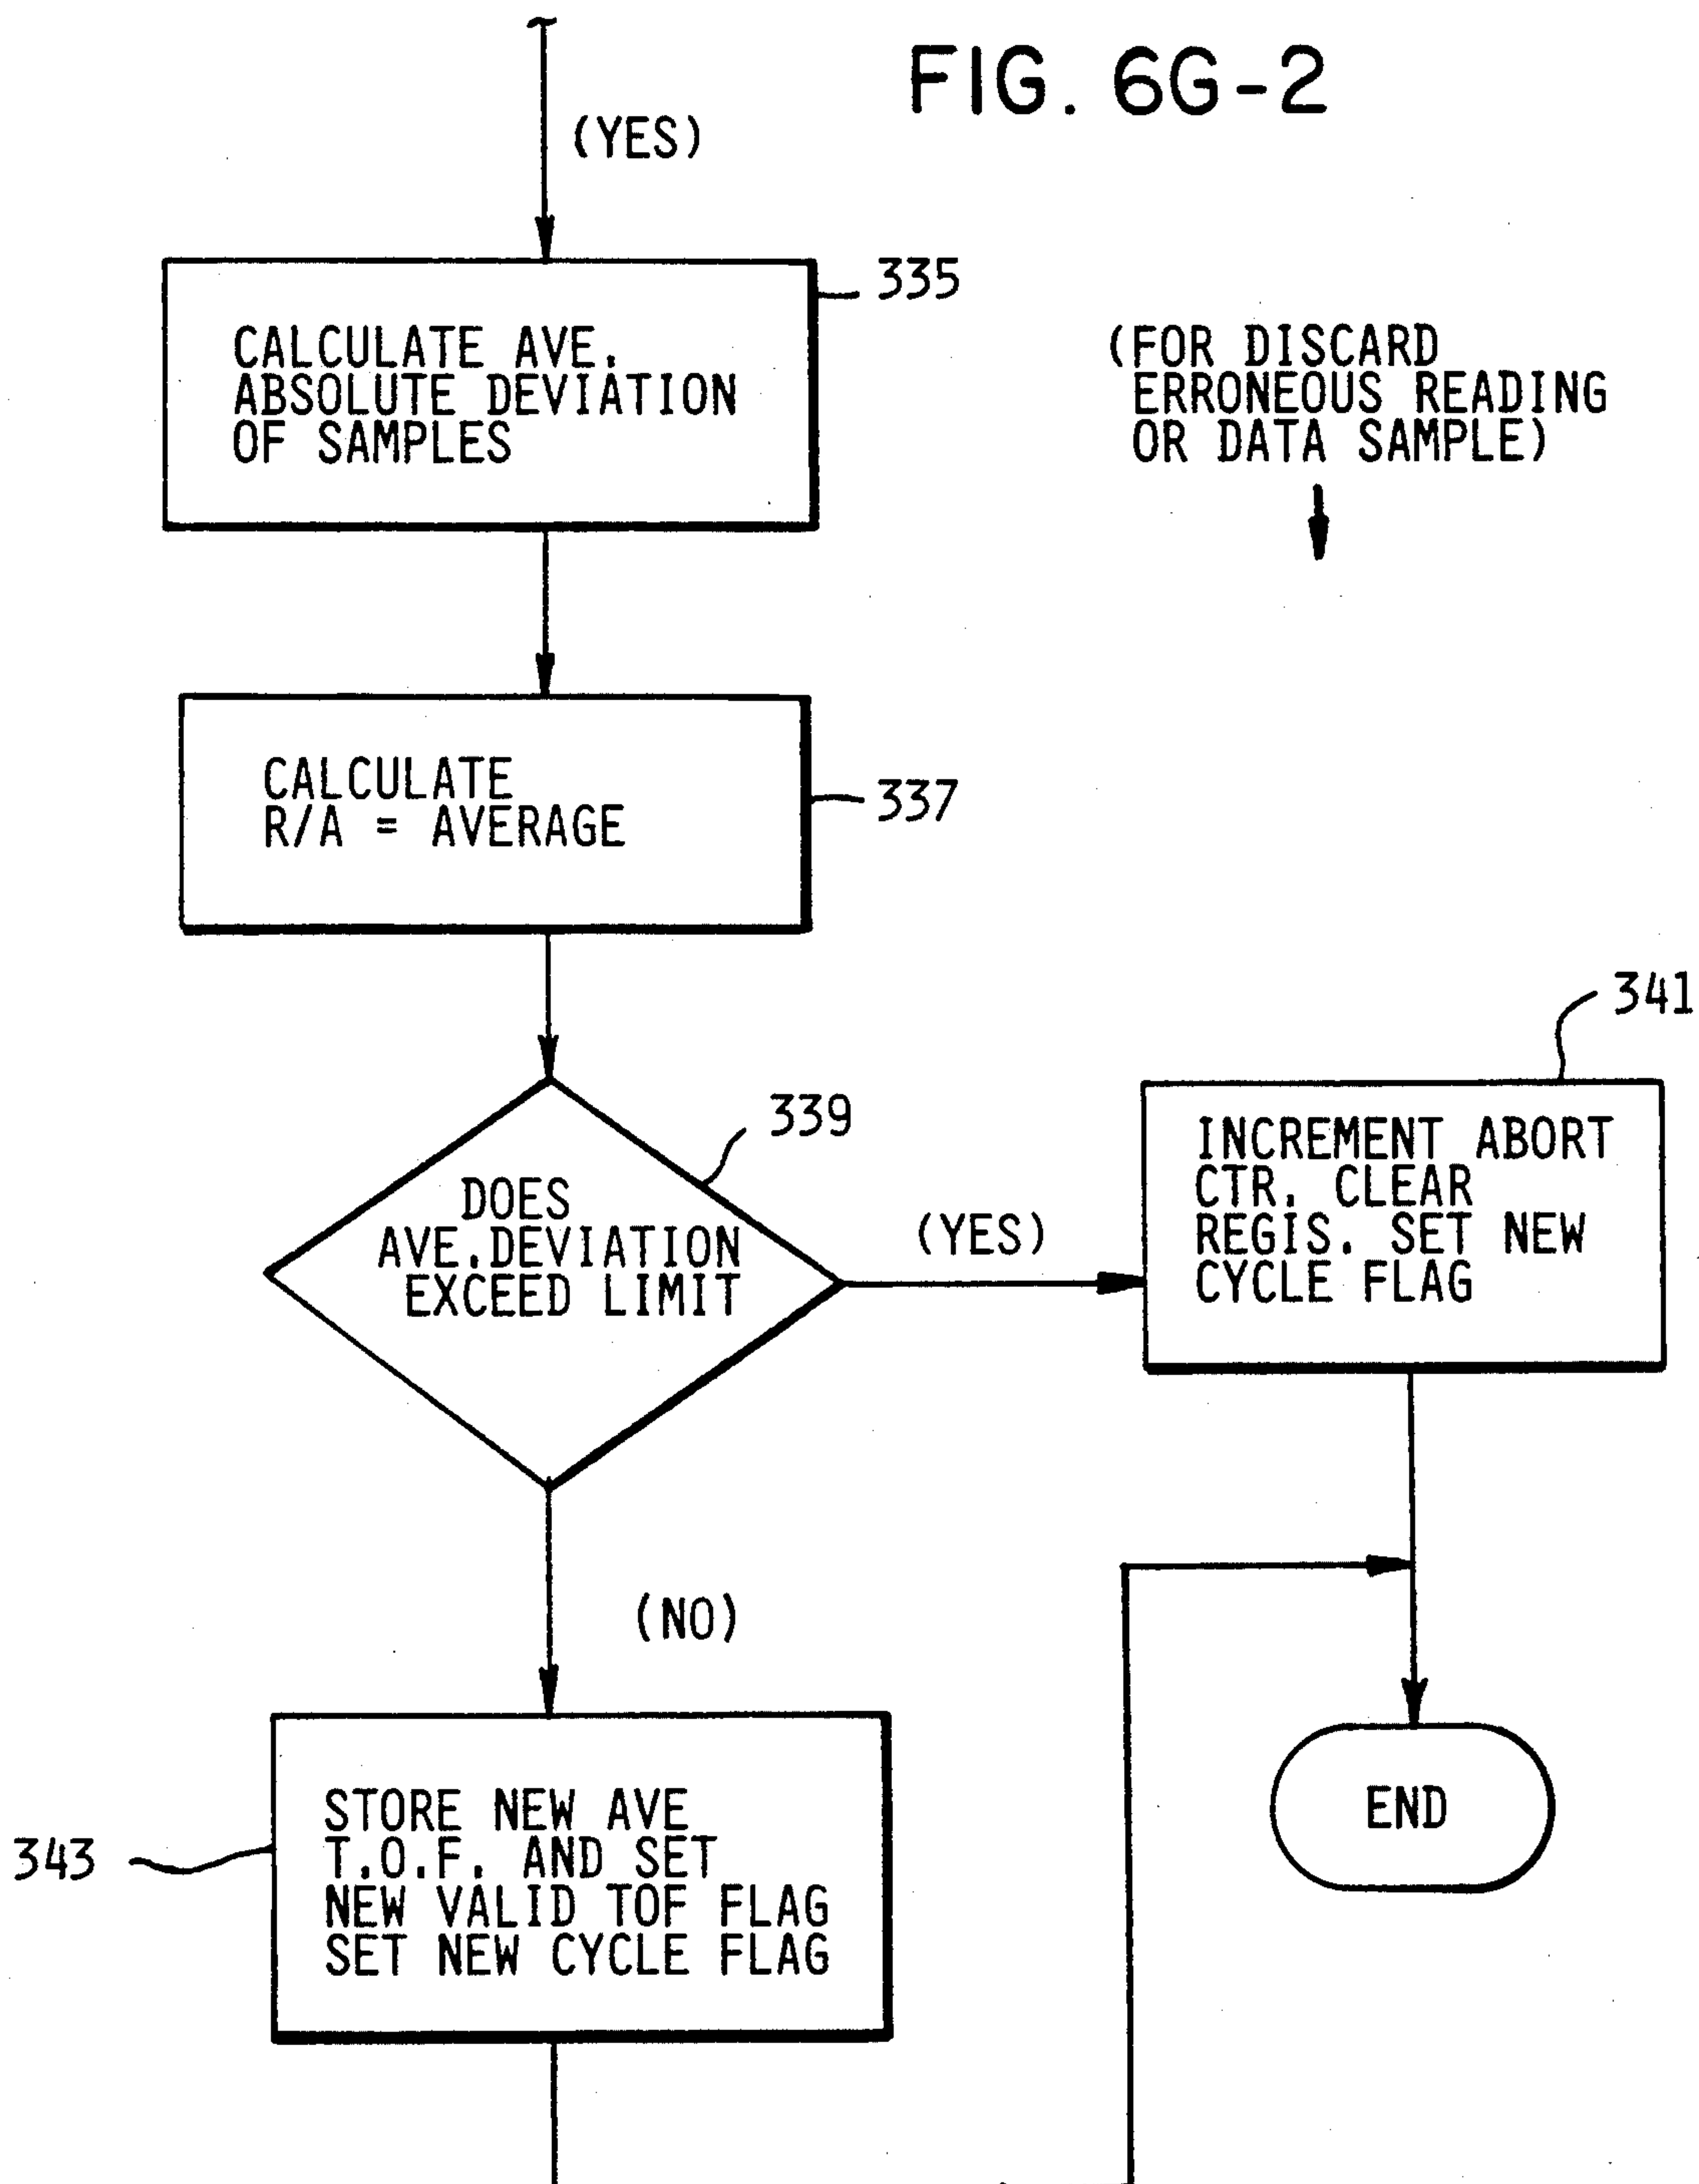 FIG. 6G-2
(YES)
335
CALCULATE AVE.
ABSOLUTE DEVIATION
OF SAMPLES
(FOR DISCARD
ERRONEOUS READING
OR DATA SAMPLE)
CALCULATE
R/A = AVERAGE
337
339
DOES
AVE.DEVIATION
EXCEED LIMIT
(YES)
341
INCREMENT ABORT
CTR. CLEAR
REGIS. SET NEW
CYCLE FLAG
(NO)
343
STORE NEW AVE
T.O.F. AND SET
NEW VALID TOF FLAG
SET NEW CYCLE FLAG
END